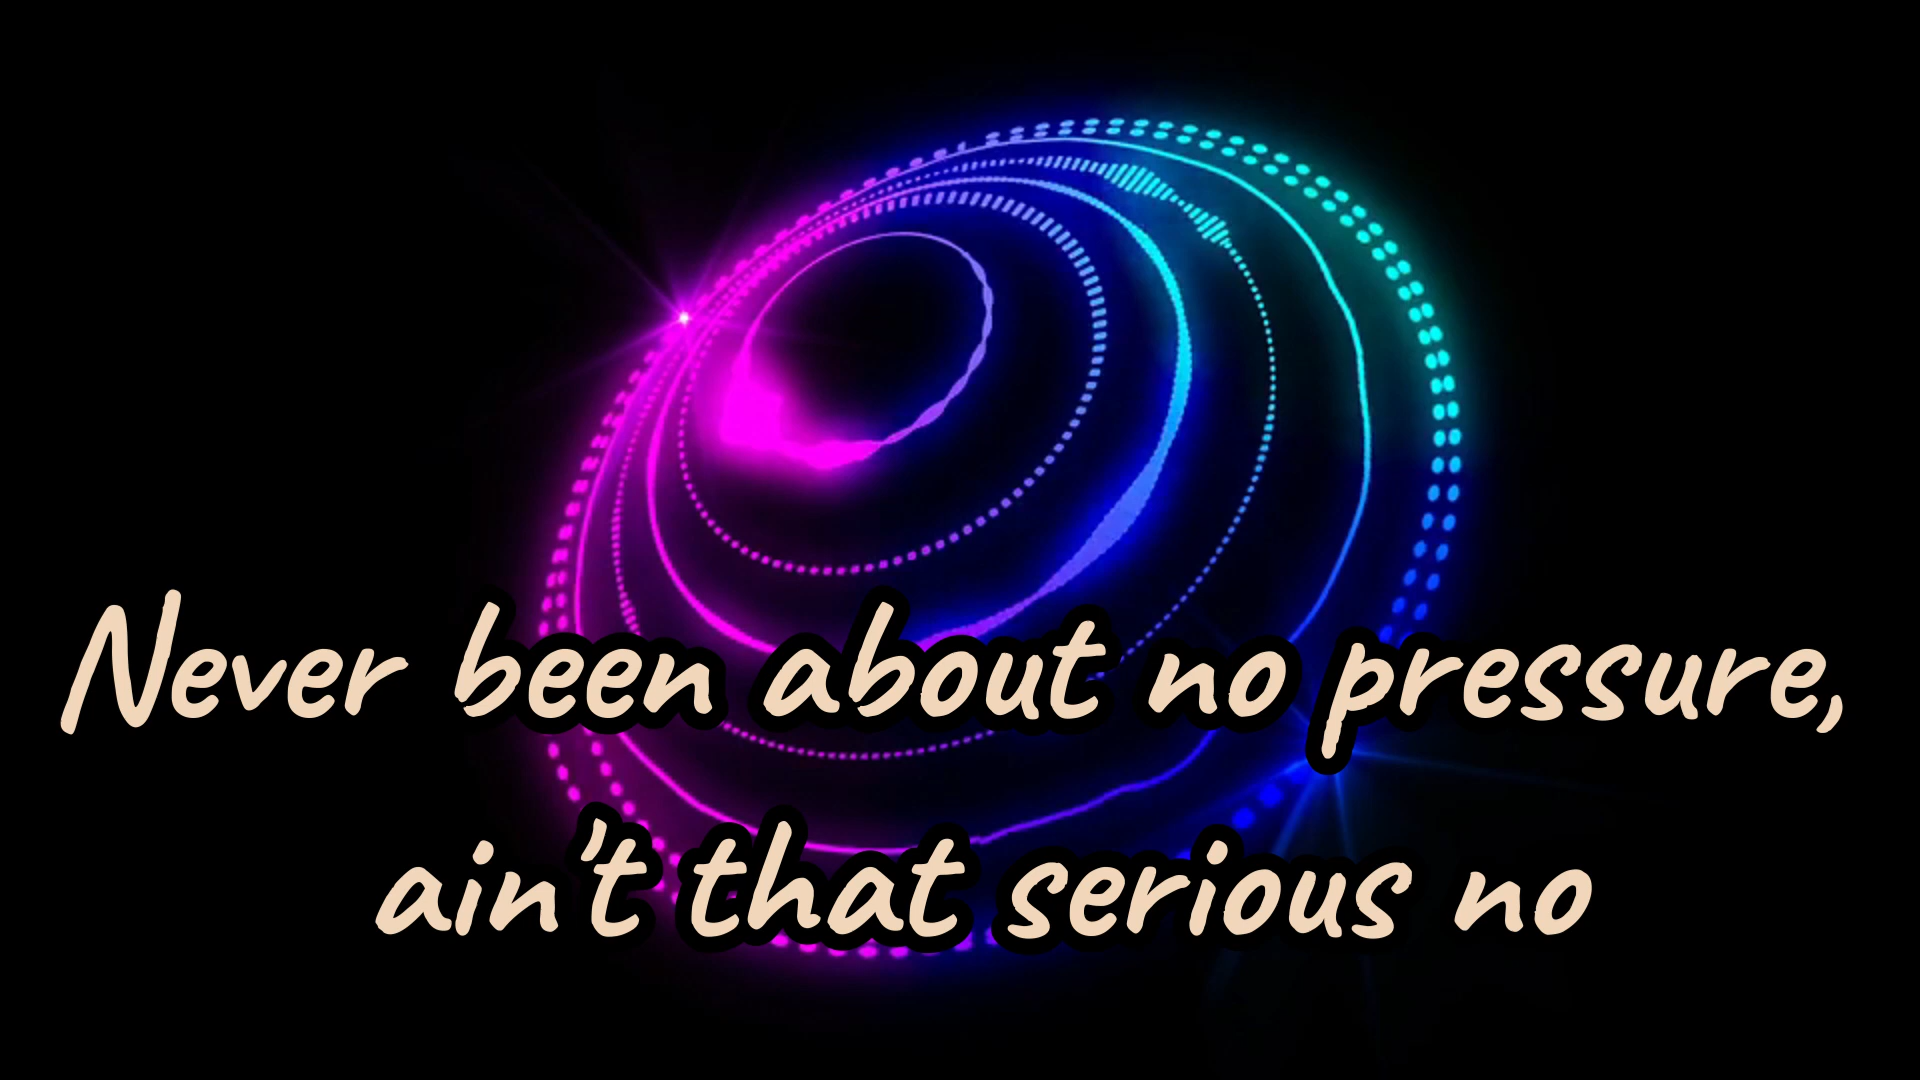 Never been about no pressure,
ain't that serious no